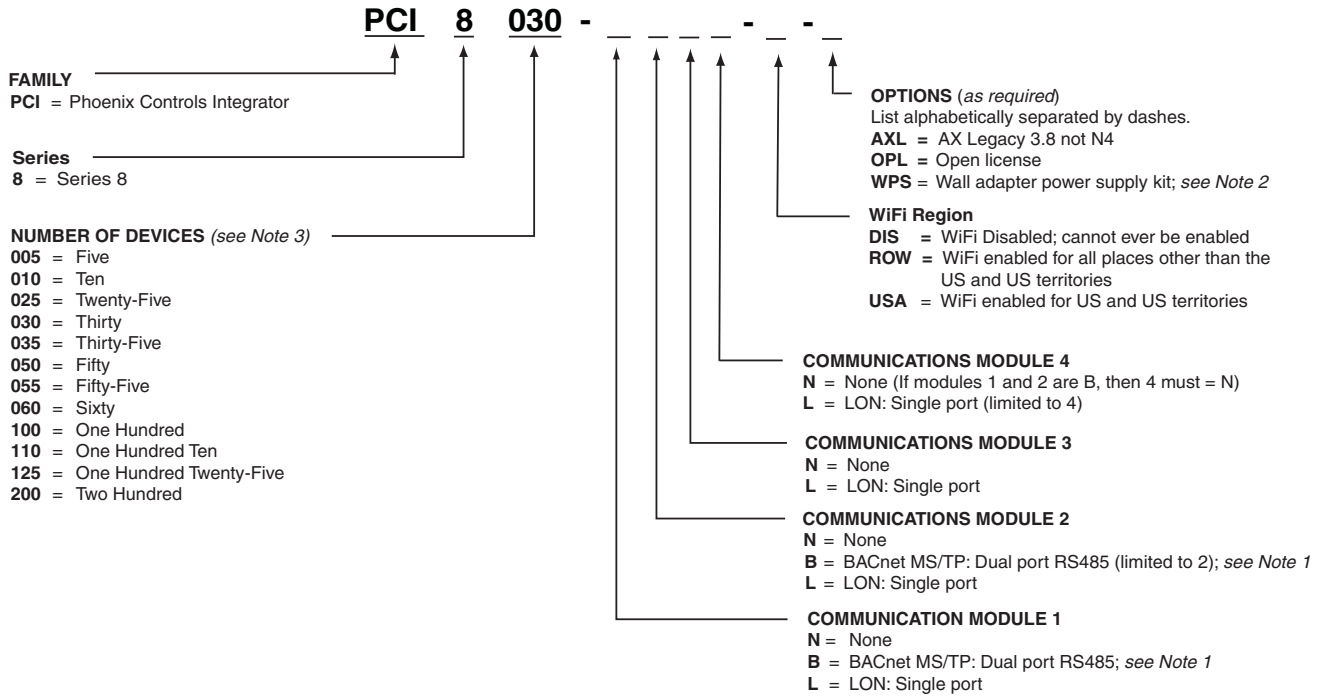 PCI 8 030 - _ _ _ _ - _ - _
FAMILY
PCI = Phoenix Controls Integrator
Series
8 = Series 8
NUMBER OF DEVICES (see Note 3)
005 = Five
010 = Ten
025 = Twenty-Five
030 = Thirty
035 = Thirty-Five
050 = Fifty
055 = Fifty-Five
060 = Sixty
100 = One Hundred
110 = One Hundred Ten
125 = One Hundred Twenty-Five
200 = Two Hundred
OPTIONS (as required)
List alphabetically separated by dashes.
AXL = AX Legacy 3.8 not N4
OPL = Open license
WPS = Wall adapter power supply kit; see Note 2
WiFi Region
DIS = WiFi Disabled; cannot ever be enabled
ROW = WiFi enabled for all places other than the
US and US territories
USA = WiFi enabled for US and US territories
COMMUNICATIONS MODULE 4
N = None (If modules 1 and 2 are B, then 4 must = N)
L = LON: Single port (limited to 4)
COMMUNICATIONS MODULE 3
N = None
L = LON: Single port
COMMUNICATIONS MODULE 2
N = None
B = BACnet MS/TP: Dual port RS485 (limited to 2); see Note 1
L = LON: Single port
COMMUNICATION MODULE 1
N = None
B = BACnet MS/TP: Dual port RS485; see Note 1
L = LON: Single port